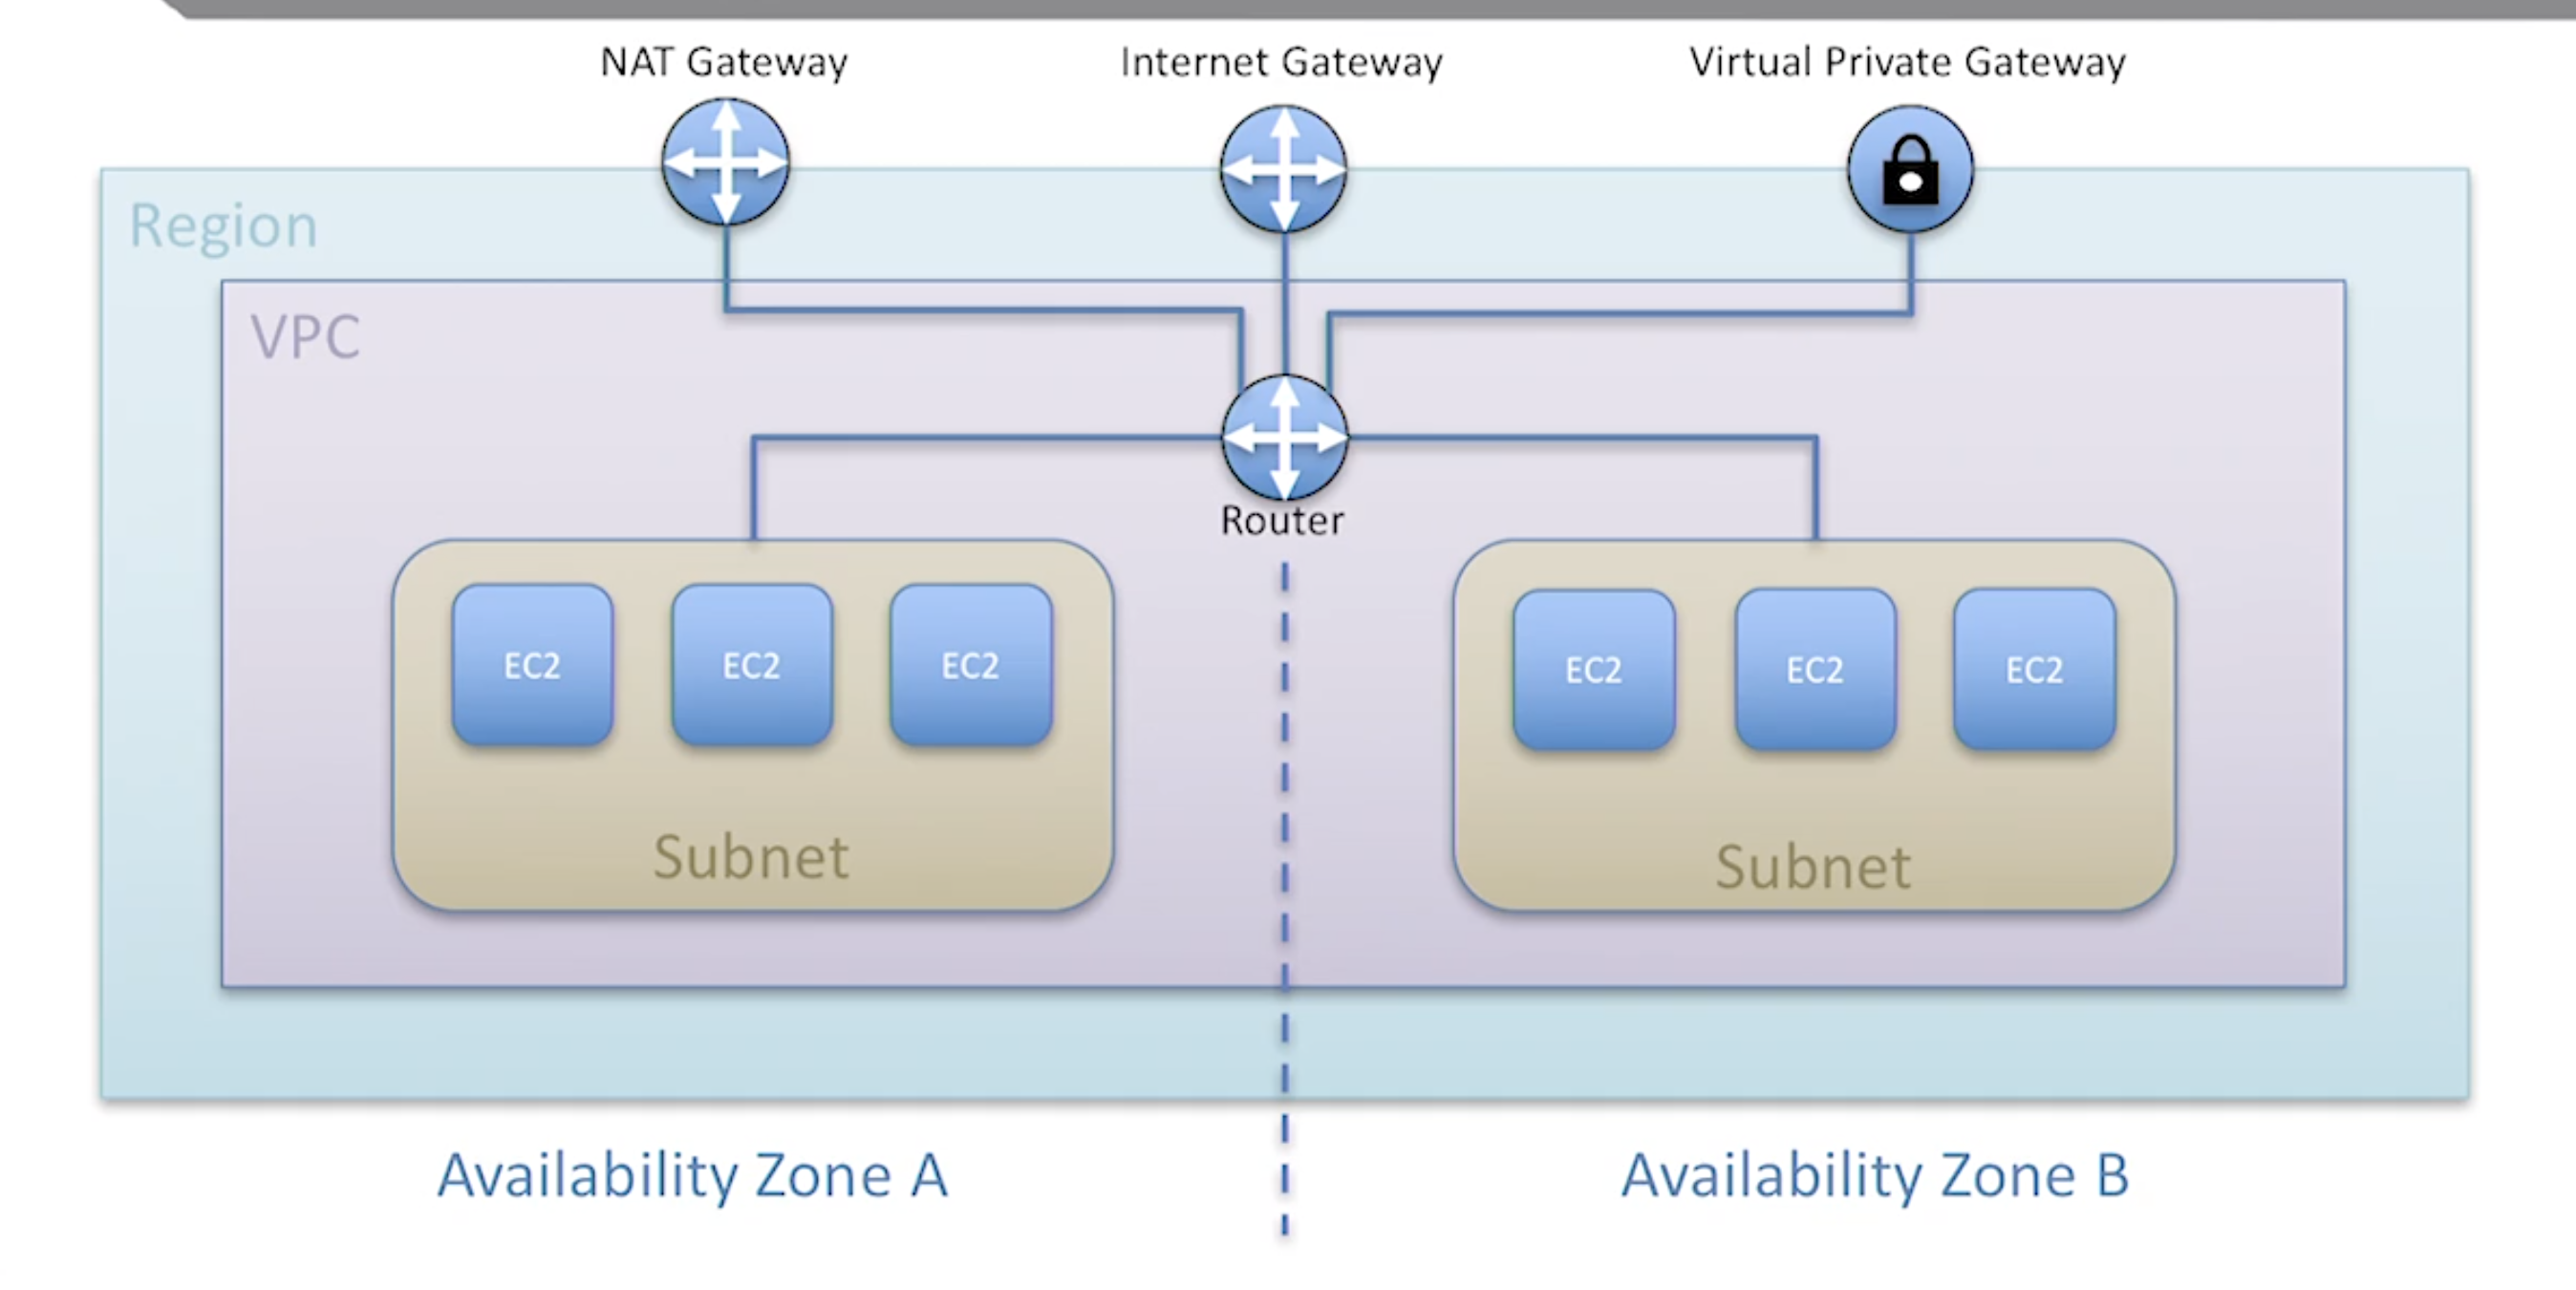 NAT Gateway
Internet Gateway
Virtual Private Gateway
Region
VPC
Router
EC2
EC2
EC2
EC2
EC2
EC2
Subnet
Subnet
Availability Zone A
Availability Zone B